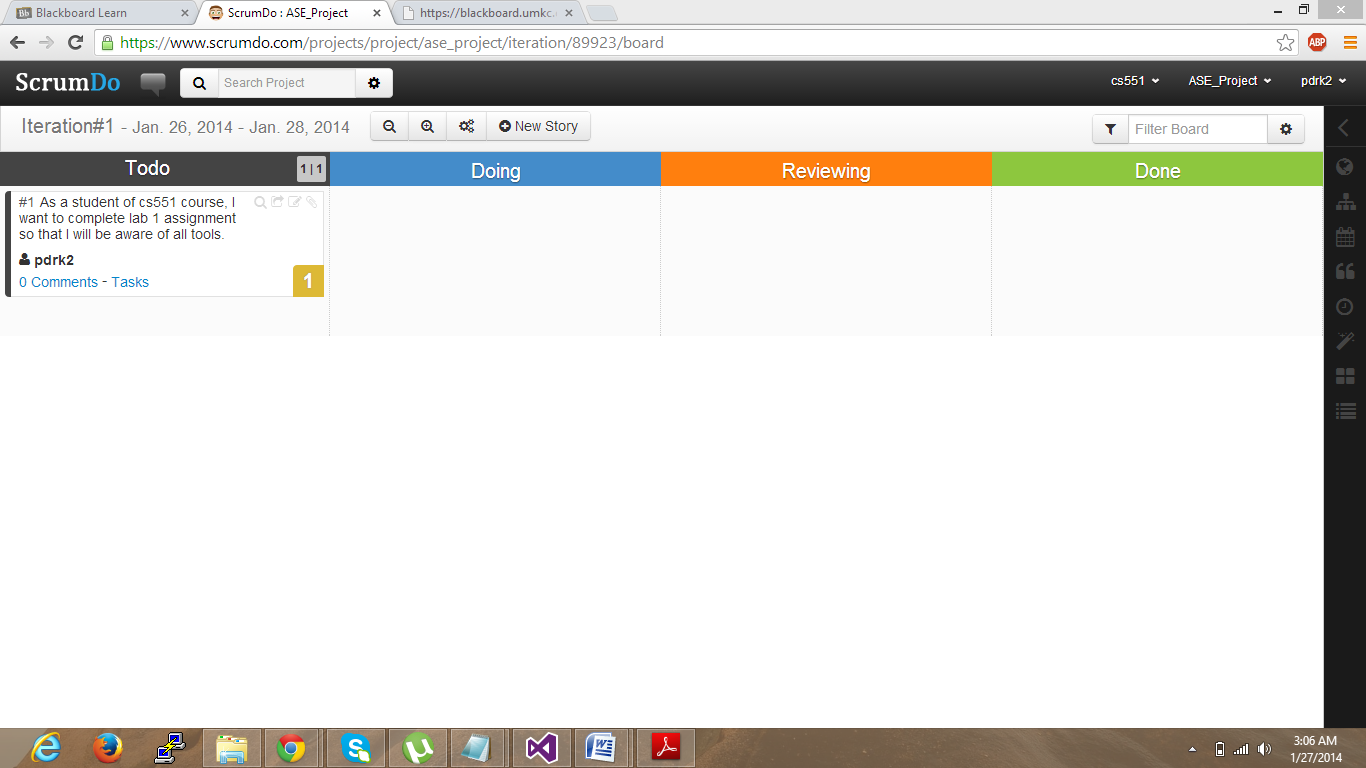 Bb Blackboard Learn
ScrumDo : ASE_Project
https://blackboard.umkc.
https://www.scrumdo.com/projects/project/ase_project/iteration/89923/board
ABP
ScrumDo
Search Project
cs551
ASE_Project
pdrk2
Iteration#1 - Jan. 26, 2014 - Jan. 28, 2014
New Story
Filter Board
Todo
1 | 1
Doing
Reviewing
Done
#1 As a student of cs551 course, I
want to complete lab 1 assignment
so that I will be aware of all tools.
pdrk2
0 Comments - Tasks
1
3:06 AM
1/27/2014